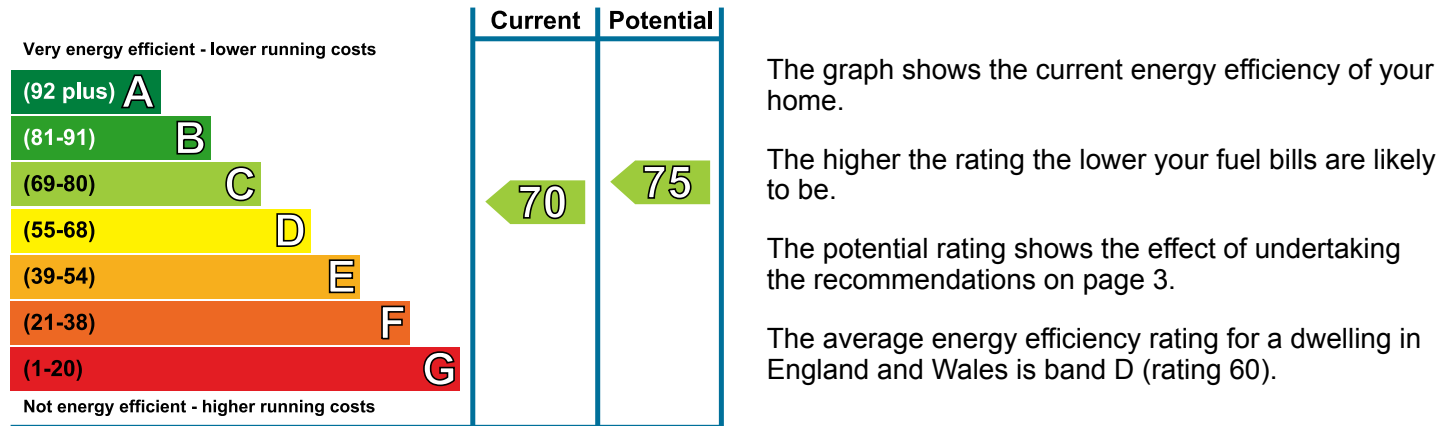 Current Potential
Very energy efficient - lower running costs
(92 plus) A
(81-91) B
(69-80) C
(55-68) D
(39-54) E
(21-38) F
(1-20) G
Not energy efficient - higher running costs
70
75
The graph shows the current energy efficiency of your
home.
The higher the rating the lower your fuel bills are likely
to be.
The potential rating shows the effect of undertaking
the recommendations on page 3.
The average energy efficiency rating for a dwelling in
England and Wales is band D (rating 60).